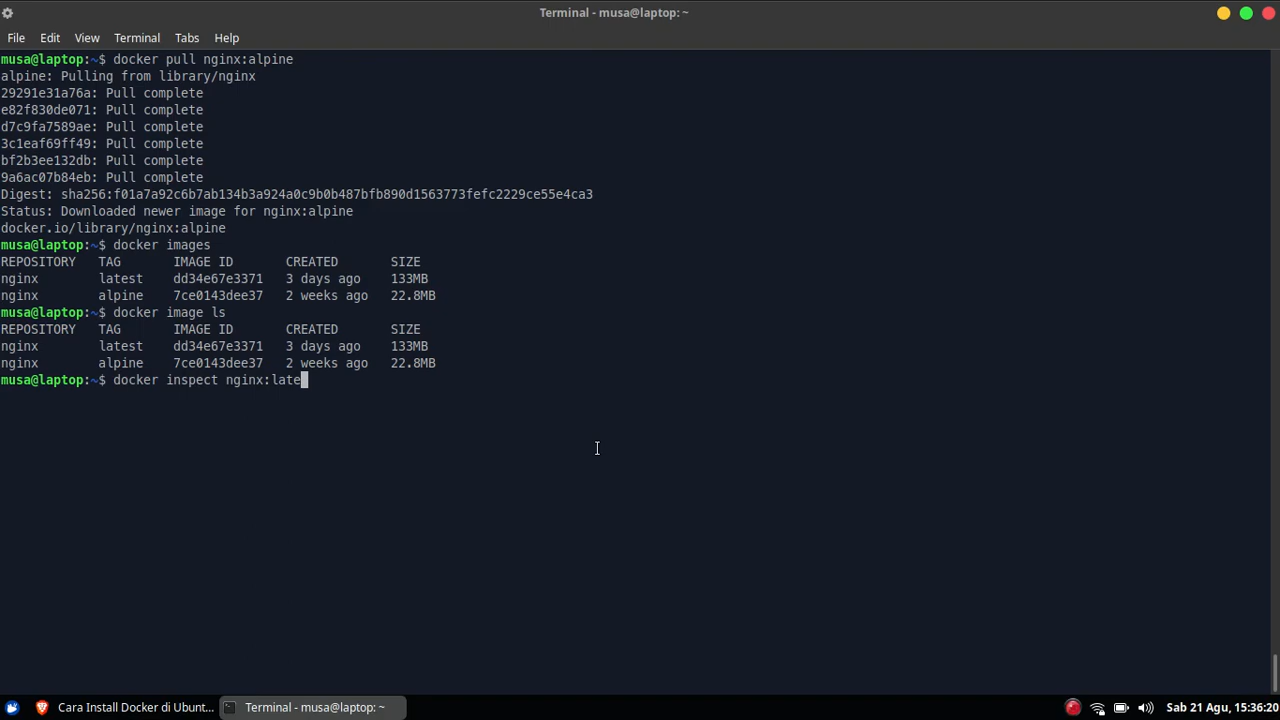 Terminal - musa@laptop: ~
File Edit View Terminal Tabs Help
musa@laptop:~$ docker pull nginx:alpine
alpine: Pulling from library/nginx
29291e31a76a: Pull complete
e82f830de071: Pull complete
d7c9fa7589ae: Pull complete
3c1eaf69ff49: Pull complete
bf2b3ee132db: Pull complete
9a6ac07b84eb: Pull complete
Digest: sha256:f01a7a92c6b7ab134b3a924a0c9b0b487bfb890d1563773fefc2229ce55e4ca3
Status: Downloaded newer image for nginx:alpine
docker.io/library/nginx:alpine
musa@laptop:~$ docker images
REPOSITORY TAG IMAGE ID CREATED SIZE
nginx latest dd34e67e3371 3 days ago 133MB
nginx alpine 7ce0143dee37 2 weeks ago 22.8MB
musa@laptop:~$ docker image ls
REPOSITORY TAG IMAGE ID CREATED SIZE
nginx latest dd34e67e3371 3 days ago 133MB
nginx alpine 7ce0143dee37 2 weeks ago 22.8MB
musa@laptop:~$ docker inspect nginx:late
Cara Install Docker di Ubunt... Terminal - musa@laptop: ~ Sab 21 Agu, 15:36:20